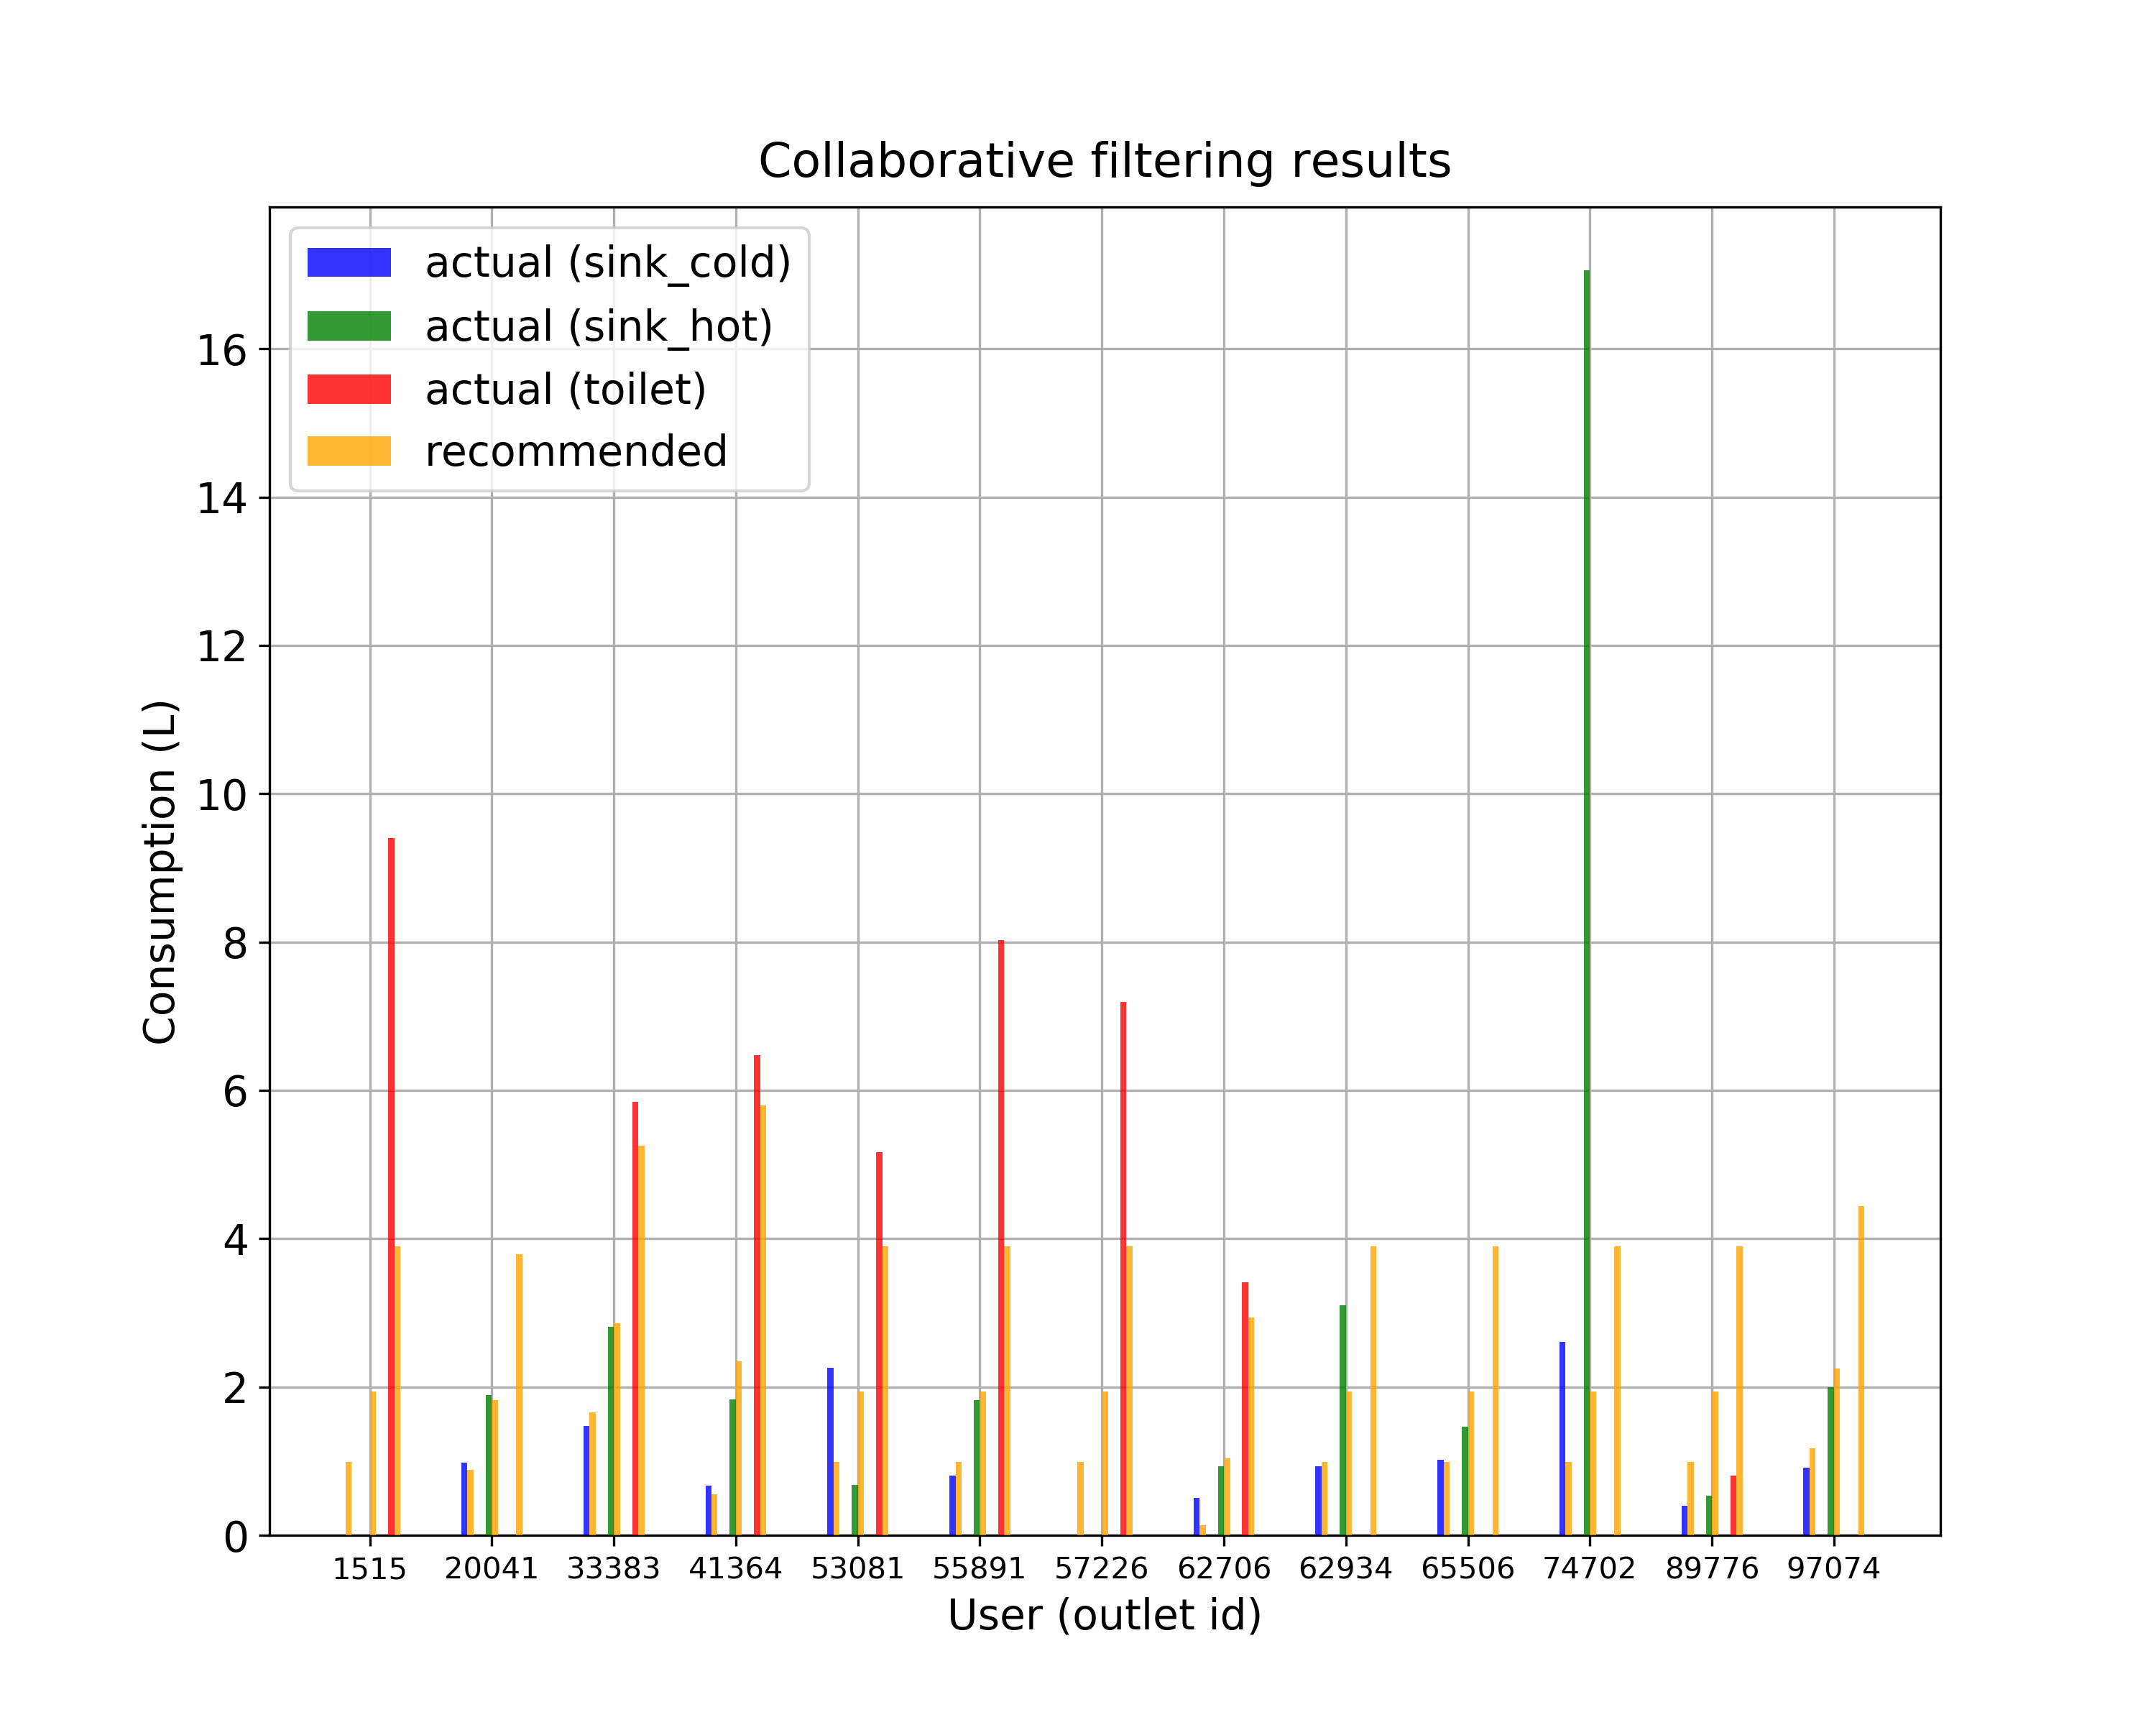 Collaborative filtering results
actual (sink_cold)
actual (sink_hot)
actual (toilet)
recommended
16
14
12
10
8
6
4
2
0
Consumption (L)
1515 20041 33383 41364 53081 55891 57226 62706 62934 65506 74702 89776 97074
User (outlet id)